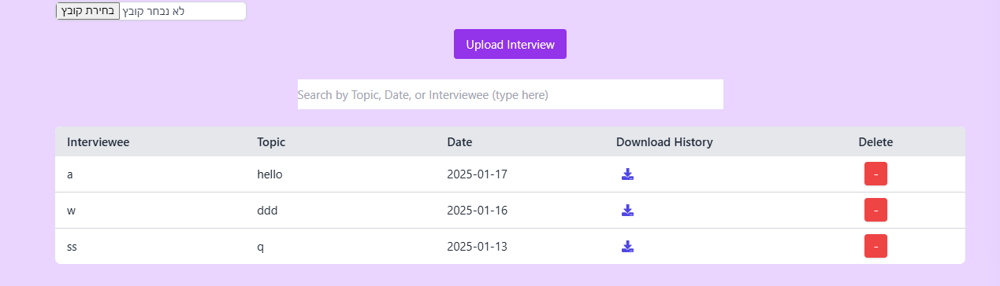 בחירת קובץ לא נבחר קובץ
Upload Interview
Search by Topic, Date, or Interviewee (type here)
Interviewee Topic Date Download History Delete
a hello 2025-01-17 -
w ddd 2025-01-16 -
ss q 2025-01-13 -